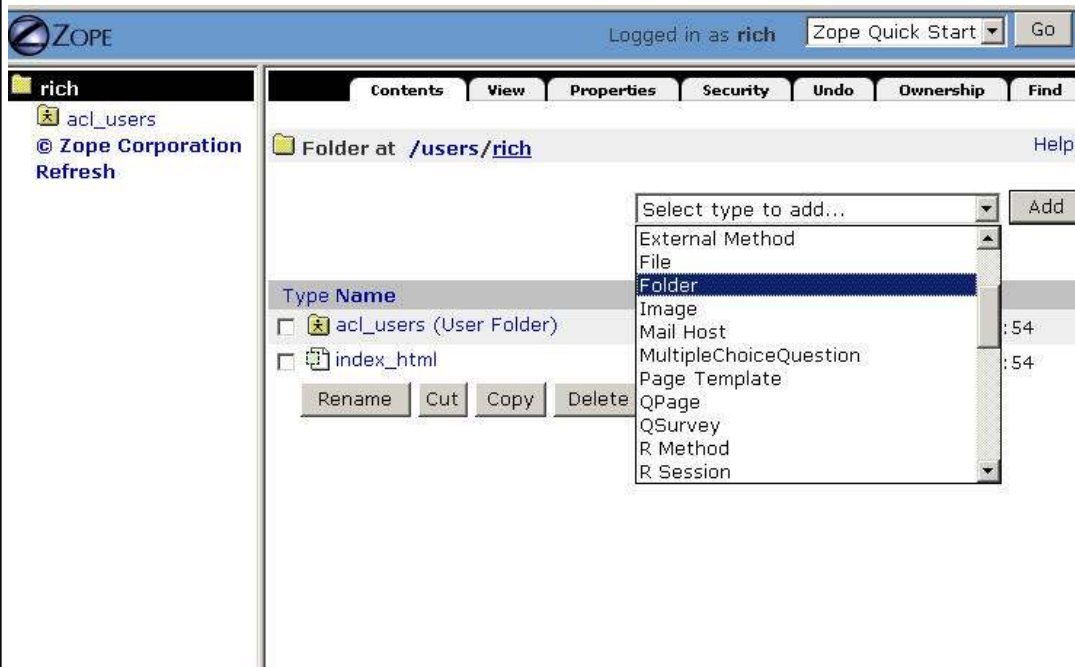 ZOPE
Logged in as rich
Zope Quick Start
Go
rich
acl_users
© Zope Corporation
Refresh
Contents
View
Properties
Security
Undo
Ownership
Find
Folder at /users/rich
Help
Select type to add...
Add
External Method
File
Folder
Image
Mail Host
MultipleChoiceQuestion
Page Template
QPage
QSurvey
R Method
R Session
Type Name
acl_users (User Folder)
:54
index_html
:54
Rename
Cut
Copy
Delete